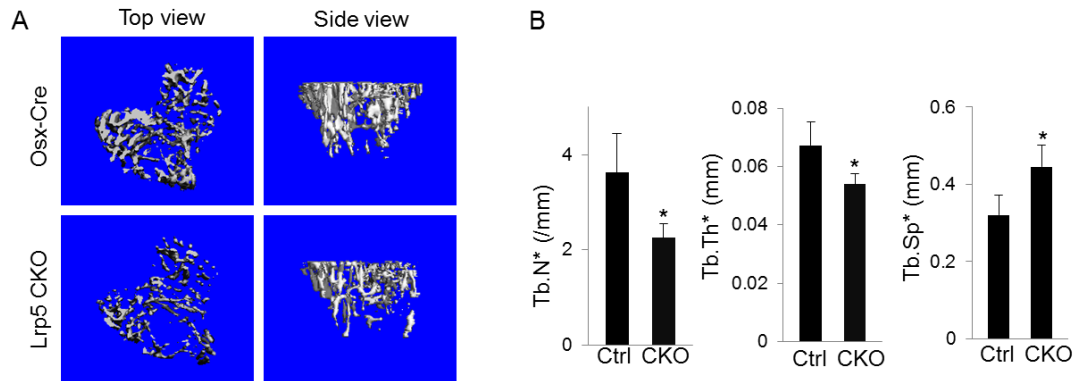 A
Top view
Side view
Osx-Cre
Lrp5 CKO
B
Tb.N* (/mm)
4
2
0
*
Ctrl CKO
Tb.Th* (mm)
0.08
0.06
0.04
0.02
0
*
Ctrl CKO
Tb.Sp* (mm)
0.6
0.4
0.2
0
*
Ctrl CKO